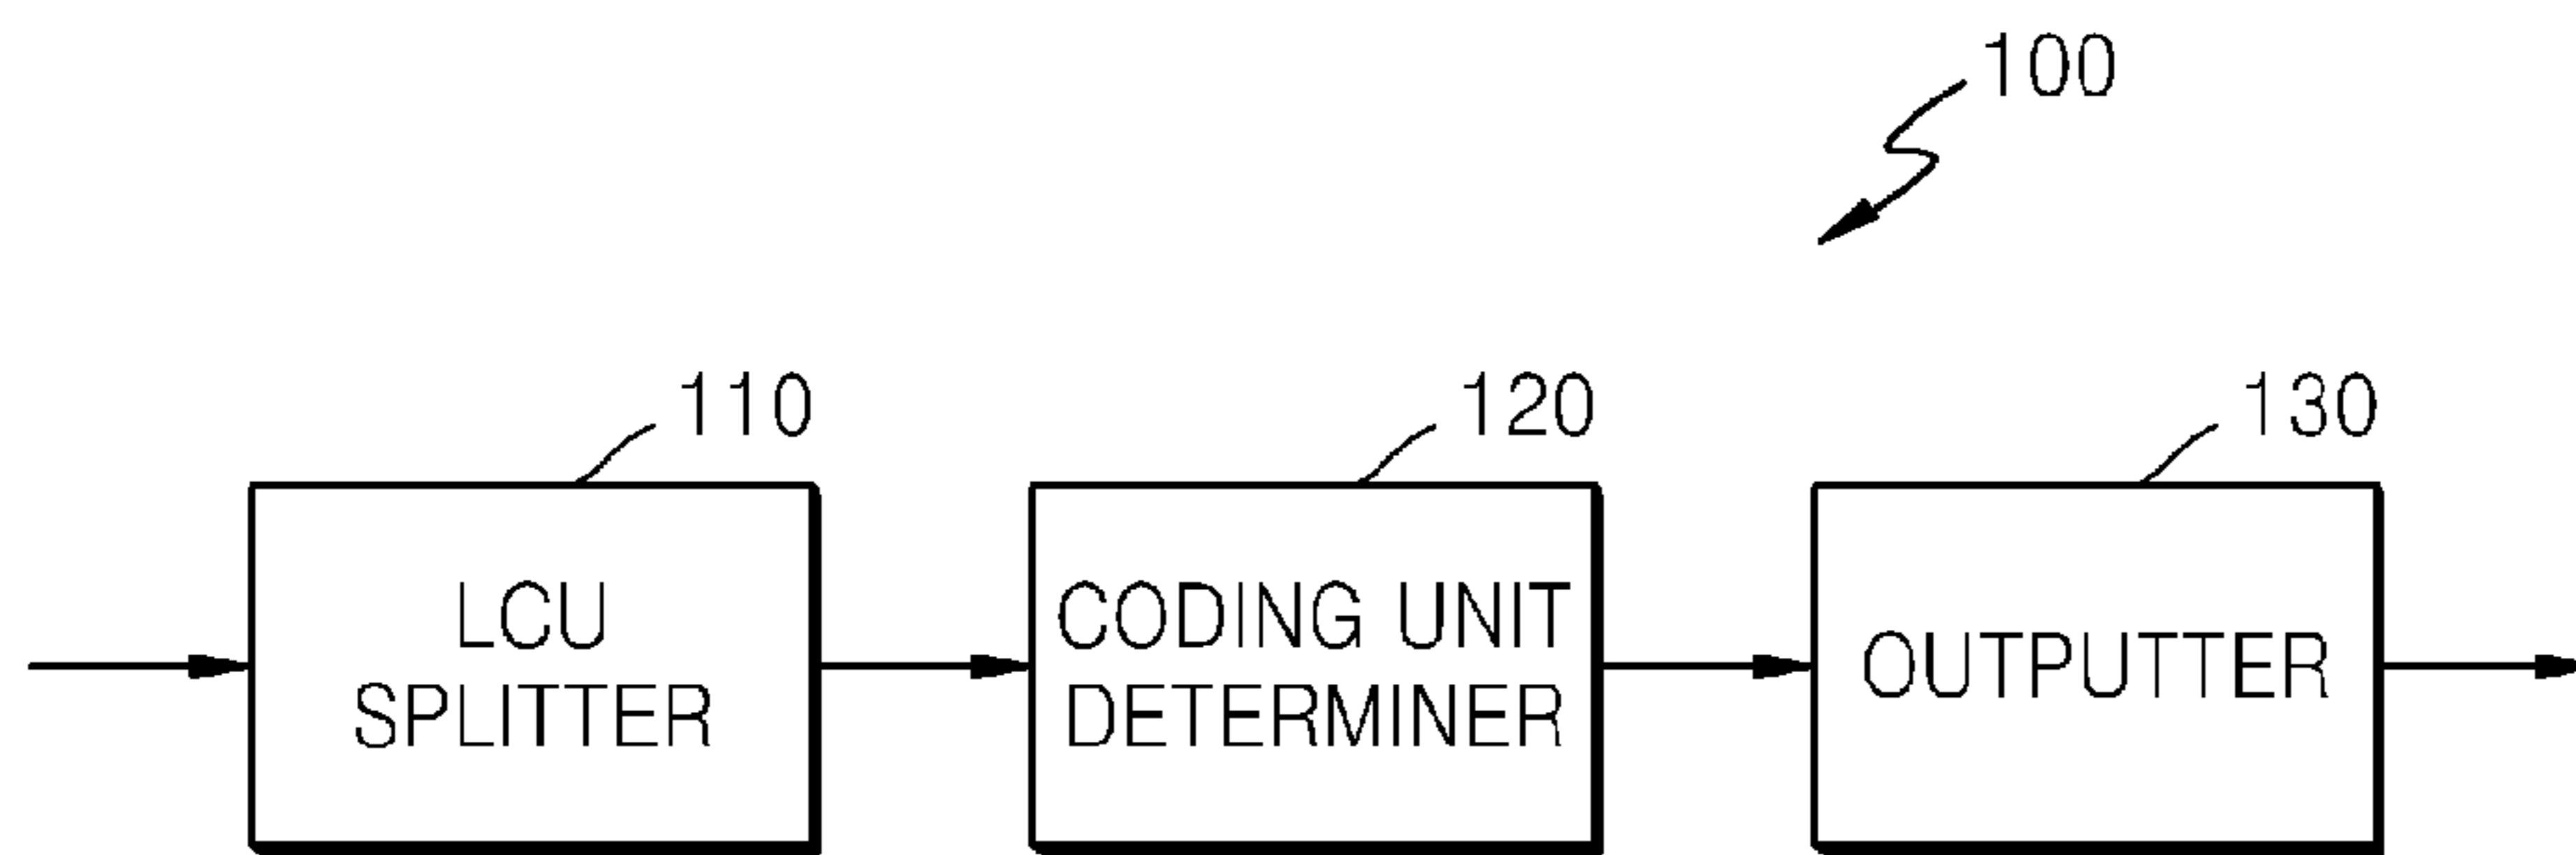 100
110
120
130
LCU
SPLITTER
CODING UNIT
DETERMINER
OUTPUTTER